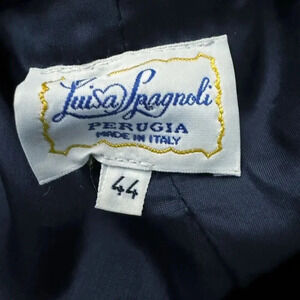 Luisa Spagnoli
PERUGIA
MADE IN ITALY
44